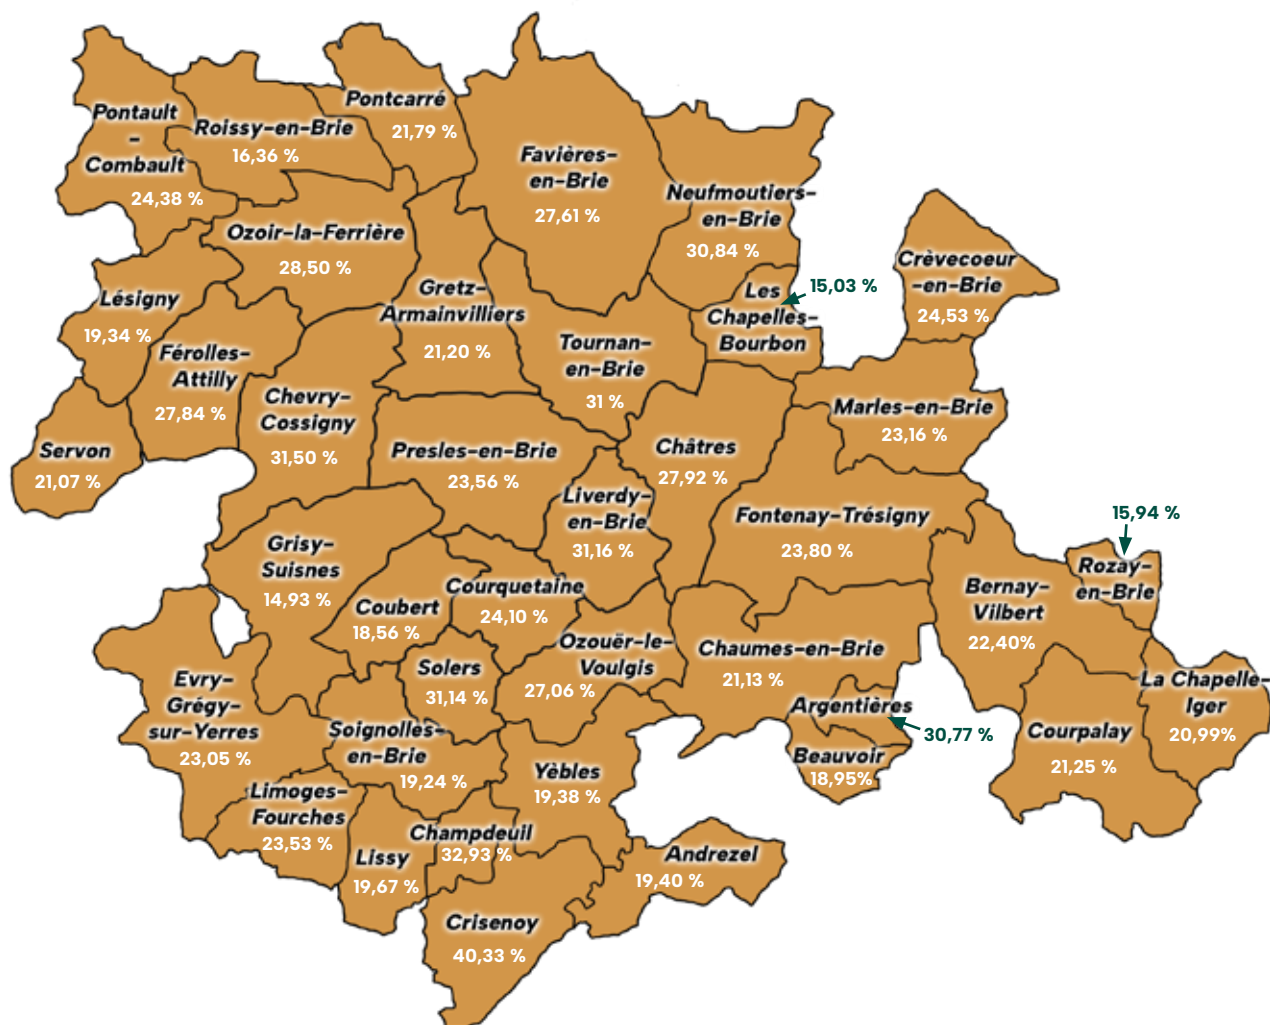 Pontault
-
Combault
24,38 %
Roissy-en-Brie
16,36 %
Pontcarré
21,79 %
Favières-
en-Brie
27,61 %
Neufmoutiers-
en-Brie
30,84 %
Ozoir-la-Ferrière
28,50 %
Crèvecoeur
-en-Brie
24,53 %
Les
Chapelles-
Bourbon
15,03 %
Lésigny
19,34 %
Gretz-
Armainvilliers
21,20 %
Férolles-
Attilly
27,84 %
Tournan-
en-Brie
31 %
Chevry-
Cossigny
31,50 %
Marles-en-Brie
23,16 %
Servon
21,07 %
Presles-en-Brie
23,56 %
Châtres
27,92 %
Liverdy-
en-Brie
31,16 %
Fontenay-Trésigny
23,80 %
15,94 %
Rozay-
en-Brie
Grisy-
Suisnes
14,93 %
Coubert
18,56 %
Courquetaine
24,10 %
Bernay-
Vilbert
22,40%
Ozouër-le-
Voulgis
27,06 %
Chaumes-en-Brie
21,13 %
Solers
31,14 %
Evry-
Grégy-
sur-Yerres
23,05 %
La Chapelle-
Iger
20,99%
Argentières
30,77 %
Courpalay
21,25 %
Soignolles-
en-Brie
19,24 %
Beauvoir
18,95%
Yèbles
19,38 %
Limoges-
Fourches
23,53 %
Champdeuil
32,93 %
Lissy
19,67 %
Andrezel
19,40 %
Crisenoy
40,33 %